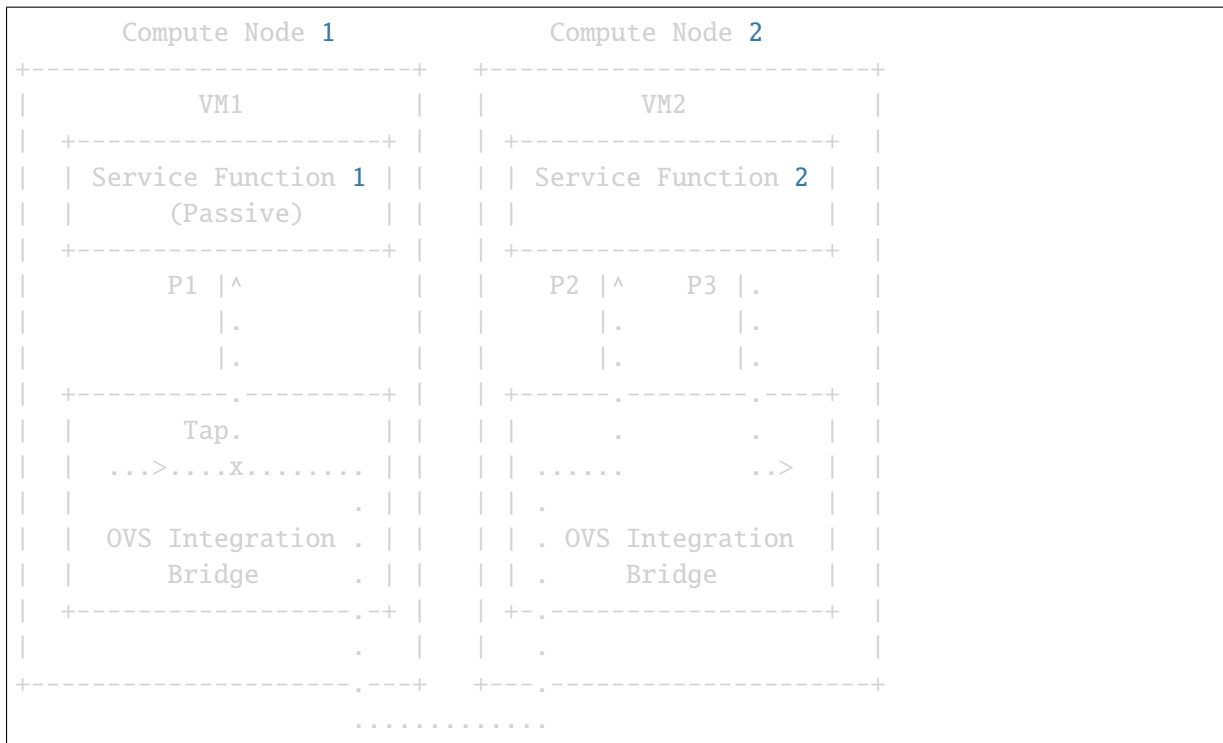 Compute Node 1 Compute Node 2
+-------------------------+ +-------------------------+
| VM1 | | VM2 |
| +--------------------+ | | +--------------------+ |
| | Service Function 1 | | | | Service Function 2 | |
| | (Passive) | | | | | |
| +--------------------+ | | +--------------------+ |
| P1 |^ | | P2 |^ P3 |. |
| |. | | |. |. |
| |. | | |. |. |
| +----------.---------+ | | +------.--------.----+ |
| | Tap. | | | | . . | |
| | ...>....x........ | | | | ...... ..> | |
| | . | | | | . | |
| | OVS Integration . | | | | . OVS Integration | |
| | Bridge . | | | | . Bridge | |
| +------------------.-+ | | +-.------------------+ |
| . | | . |
+---------------------.---+ +---.---------------------+
.............